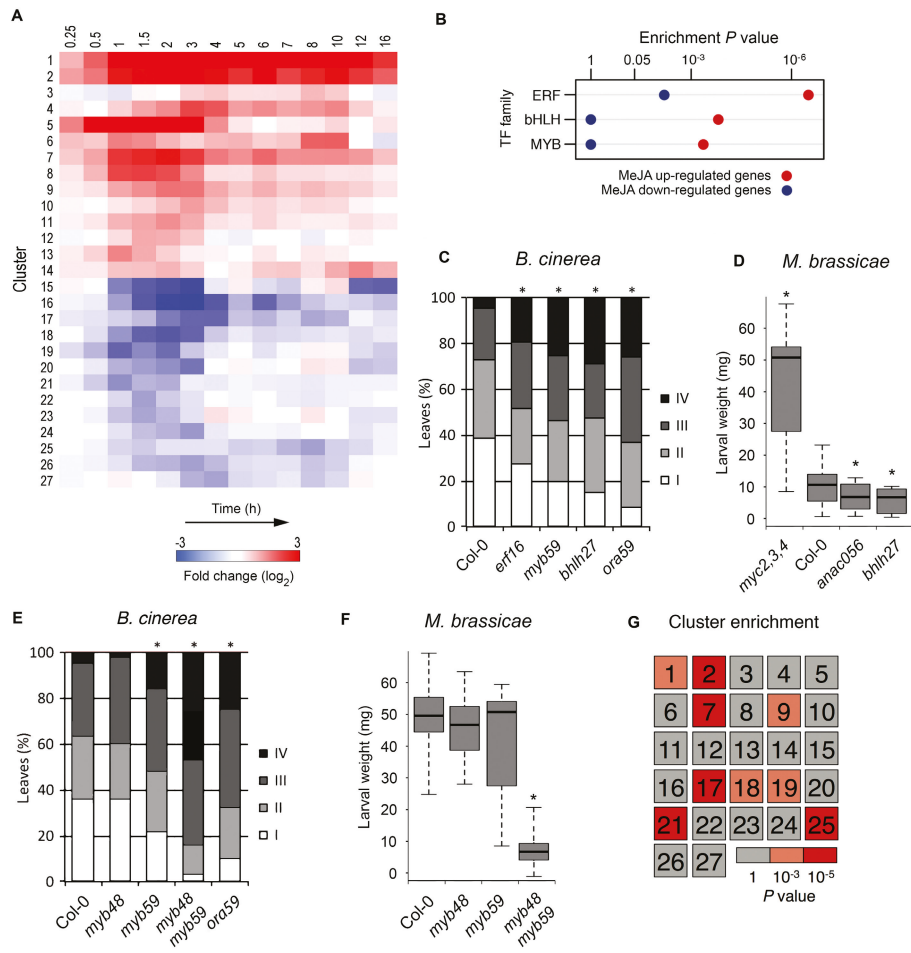 A
0.25 0.5 1 1.5 2 3 4 5 6 7 8 10 12 16
Cluster
1
2
3
4
5
6
7
8
9
10
11
12
13
14
15
16
17
18
19
20
21
22
23
24
25
26
27
Time (h)
-3 3
Fold change (log2)
B
Enrichment P value
1 0.05 10-3 10-6
TF family
ERF
bHLH
MYB
MeJA up-regulated genes
MeJA down-regulated genes
C
B. cinerea
* * * *
Leaves (%)
100
80
60
40
20
0
IV
III
II
I
Col-0 erf16 myb59 bhlh27 ora59
D
M. brassicae
Larval weight (mg)
60
50
40
30
20
10
0
* * *
myc2,3,4 Col-0 anac056 bhlh27
E
B. cinerea
* * *
Leaves (%)
100
80
60
40
20
0
IV
III
II
I
Col-0 myb48 myb59 myb48 myb59 ora59
F
M. brassicae
Larval weight (mg)
60
50
40
30
20
10
0
*
Col-0 myb48 myb59 myb48 myb59
G
Cluster enrichment
1 2 3 4 5
6 7 8 9 10
11 12 13 14 15
16 17 18 19 20
21 22 23 24 25
26 27
1 10-3 10-5
P value